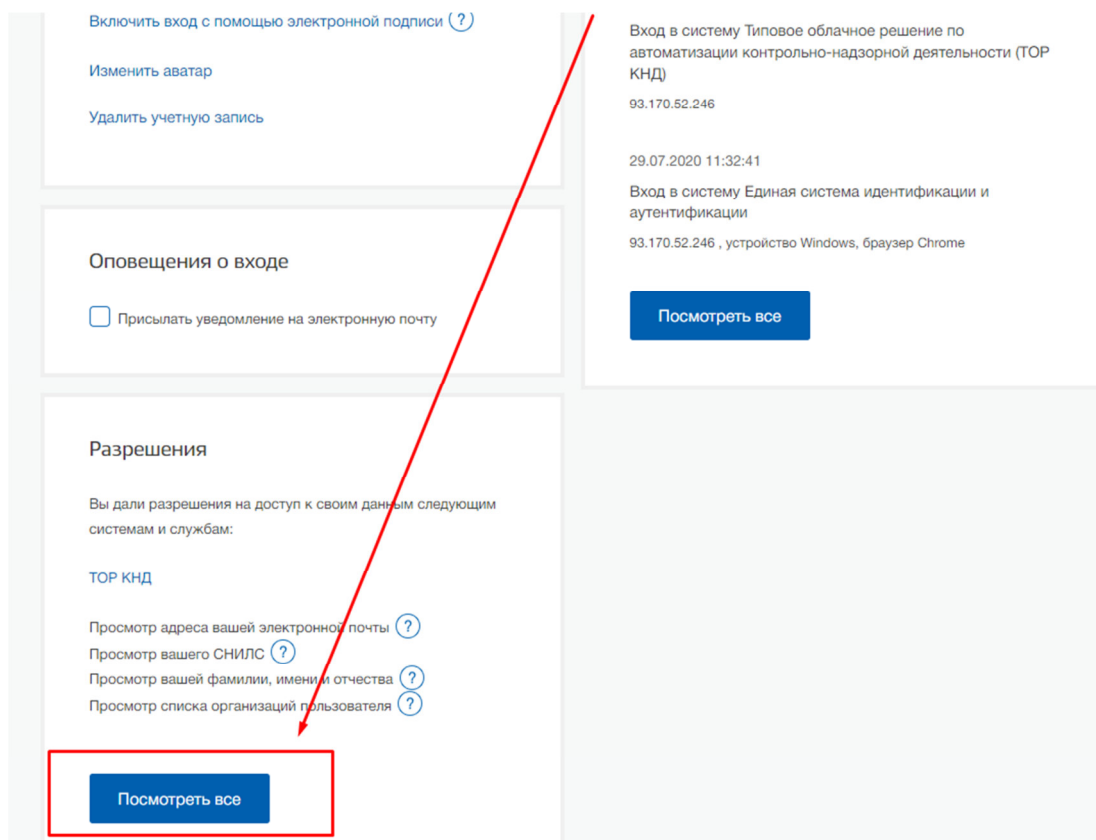 Включить вход с помощью электронной подписи ?
Изменить аватар
Удалить учетную запись
Оповещения о входе
Присылать уведомление на электронную почту
Разрешения
Вы дали разрешения на доступ к своим данным следующим
системам и службам:
ТОР КНД
Просмотр адреса вашей электронной почты ?
Просмотр вашего СНИЛС ?
Просмотр вашей фамилии, имени и отчества ?
Просмотр списка организаций пользователя ?
Посмотреть все
Вход в систему Типовое облачное решение по
автоматизации контрольно-надзорной деятельности (ТОР
КНД)
93.170.52.246
29.07.2020 11:32:41
Вход в систему Единая система идентификации и
аутентификации
93.170.52.246 , устройство Windows, браузер Chrome
Посмотреть все